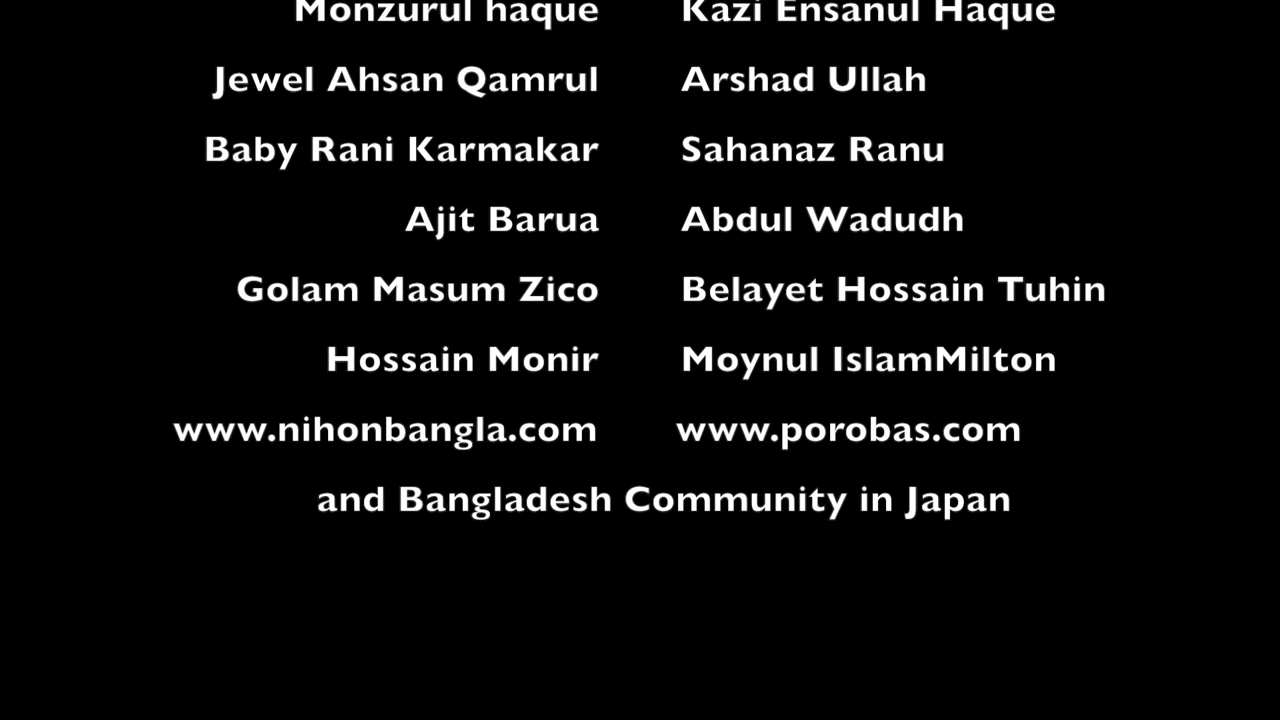 Monzurul haque Kazi Ensanul Haque
Jewel Ahsan Qamrul Arshad Ullah
Baby Rani Karmakar Sahanaz Ranu
Ajit Barua Abdul Wadudh
Golam Masum Zico Belayet Hossain Tuhin
Hossain Monir Moynul IslamMilton
www.nihonbangla.com www.porobas.com
and Bangladesh Community in Japan